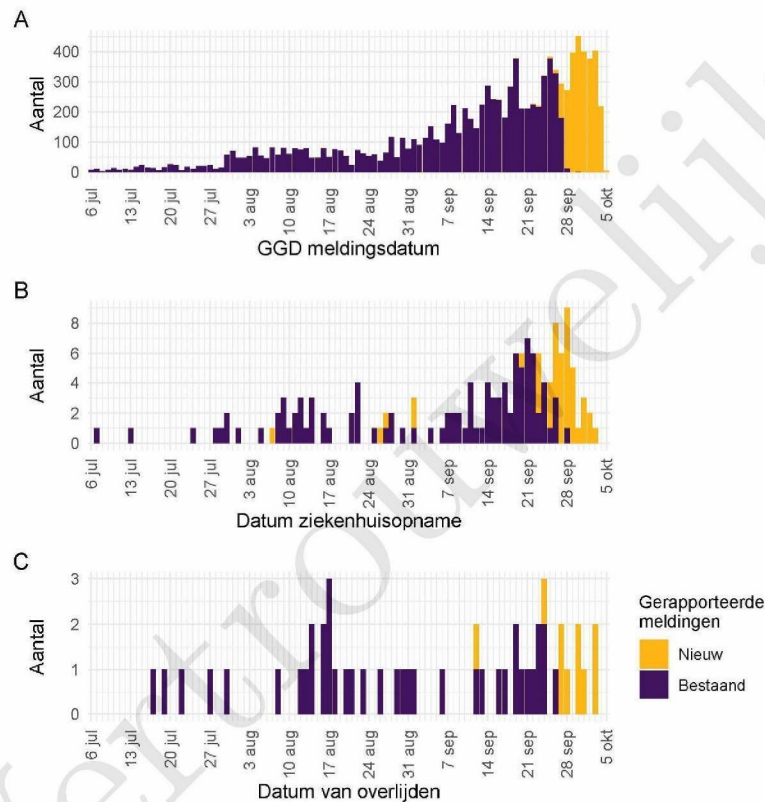 A
Aantal
400
300
200
100
0
6 jul
13 jul
20 jul
27 jul
3 aug
10 aug
17 aug
24 aug
31 aug
7 sep
14 sep
21 sep
28 sep
5 okt
GGD meldingsdatum
B
Aantal
8
6
4
2
0
6 jul
13 jul
20 jul
27 jul
3 aug
10 aug
17 aug
24 aug
31 aug
7 sep
14 sep
21 sep
28 sep
5 okt
Datum ziekenhuisopname
C
Aantal
3
2
1
0
6 jul
13 jul
20 jul
27 jul
3 aug
10 aug
17 aug
24 aug
31 aug
7 sep
14 sep
21 sep
28 sep
5 okt
Datum van overlijden
Gerapporteerde
meldingen
Nieuw
Bestaand